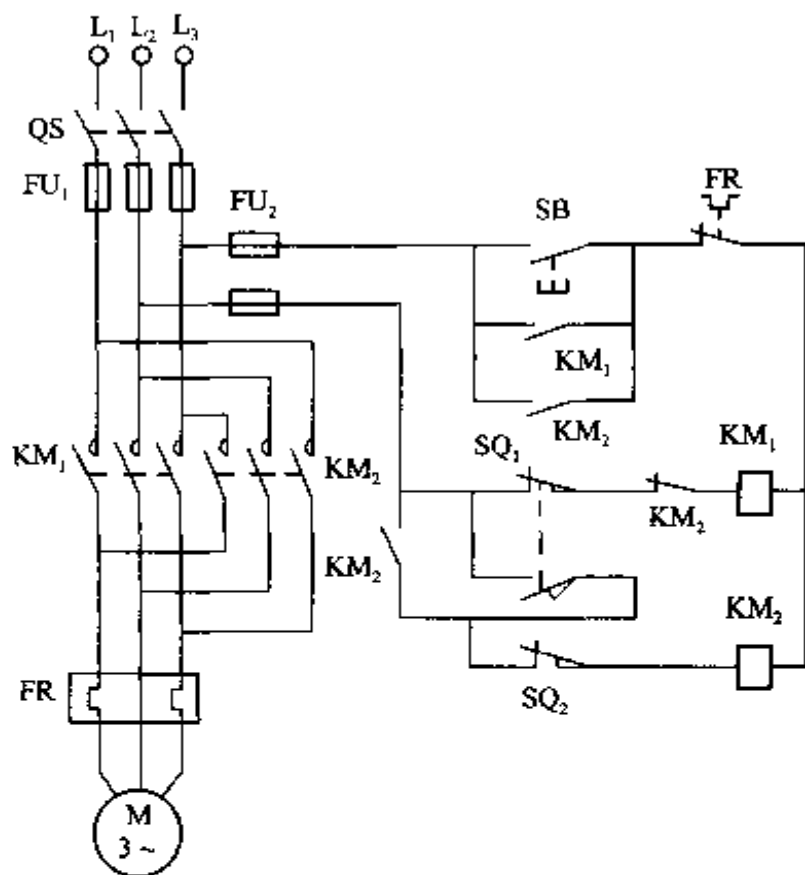 L₁ L₂ L₃
QS
FU₁
FU₂
SB
FR
KM₁
KM₂
KM₁
KM₂
SQ₁
KM₁
KM₂
KM₂
KM₂
SQ₂
FR
M
3 ~